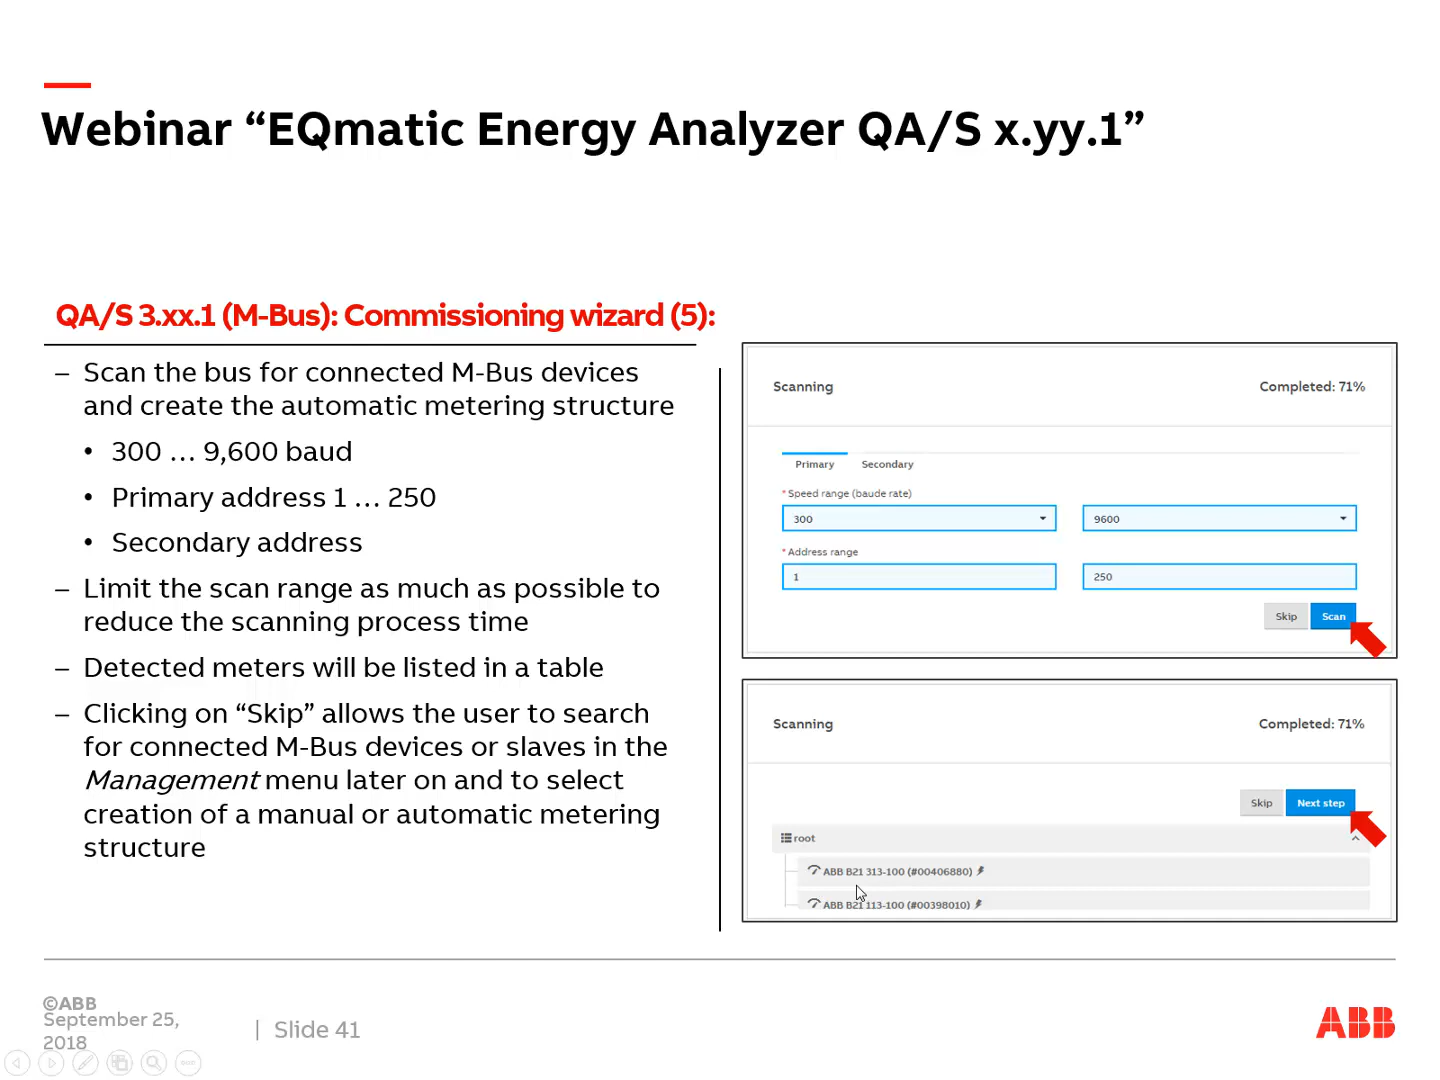 Webinar “EQmatic Energy Analyzer QA/S x.yy.1”
QA/S 3.xx.1 (M-Bus): Commissioning wizard (5):
– Scan the bus for connected M-Bus devices
and create the automatic metering structure
• 300 … 9,600 baud
• Primary address 1 … 250
• Secondary address
– Limit the scan range as much as possible to
reduce the scanning process time
– Detected meters will be listed in a table
– Clicking on “Skip” allows the user to search
for connected M-Bus devices or slaves in the
Management menu later on and to select
creation of a manual or automatic metering
structure
Scanning Completed: 71%
Primary Secondary
* Speed range (baude rate)
300 9600
* Address range
1 250
Skip Scan
Scanning Completed: 71%
Skip Next step
root
ABB B21 313-100 (#00406880)
ABB B21 113-100 (#00398010)
©ABB
September 25,
2018
| Slide 41
ABB